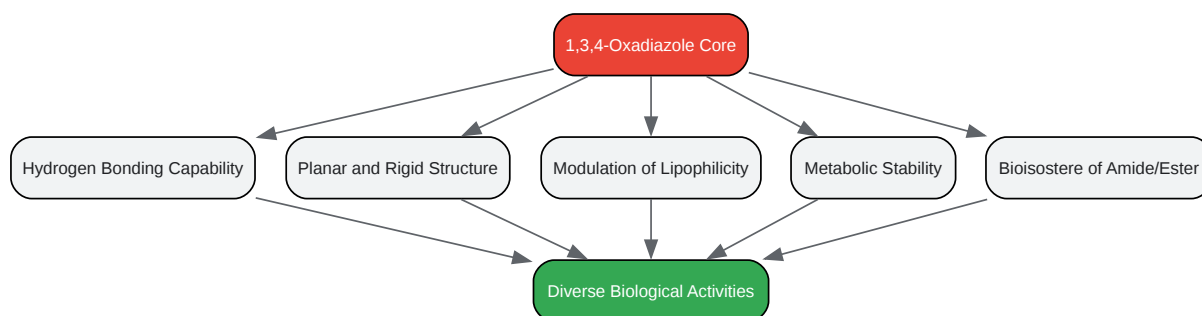 1,3,4-Oxadiazole Core
Hydrogen Bonding Capability
Planar and Rigid Structure
Modulation of Lipophilicity
Metabolic Stability
Bioisostere of Amide/Ester
Diverse Biological Activities